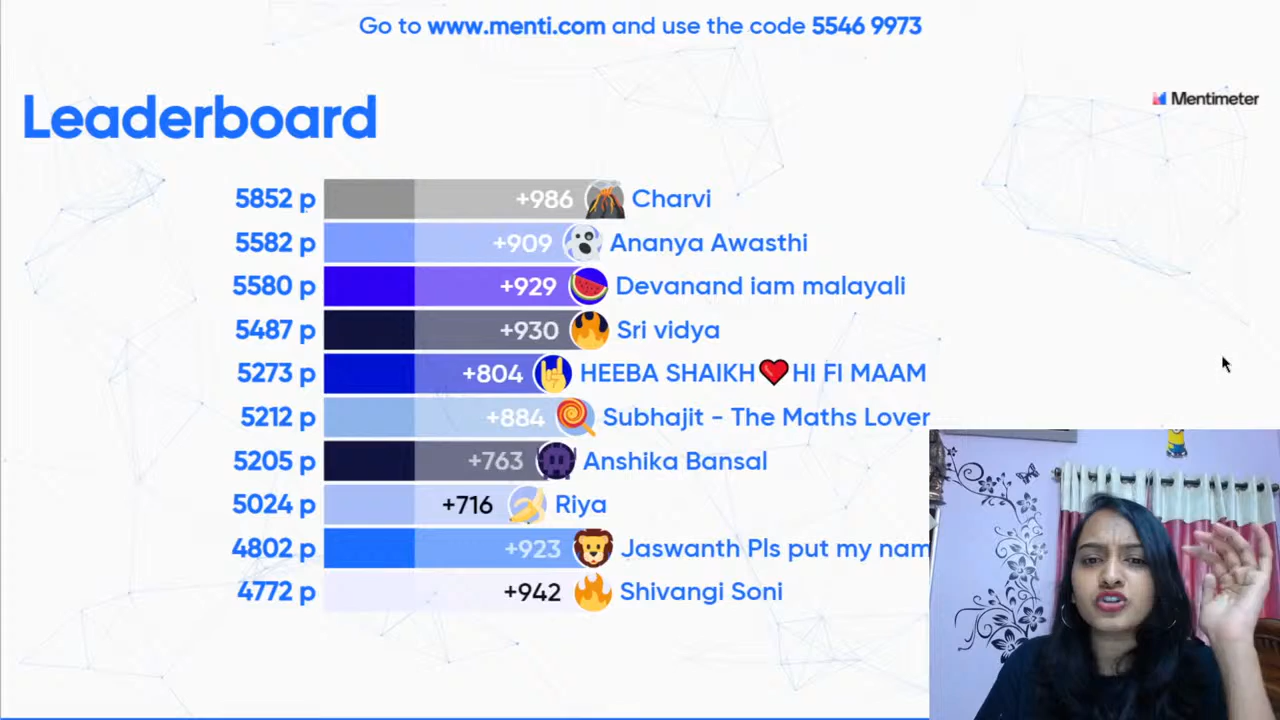 Go to www.menti.com and use the code 5546 9973
Leaderboard
Mentimeter
5852 p +986 Charvi
5582 p +909 Ananya Awasthi
5580 p +929 Devanand iam malayali
5487 p +930 Sri vidya
5273 p +804 HEEBA SHAIKH❤️HI FI MAAM
5212 p +884 Subhajit - The Maths Lover
5205 p +763 Anshika Bansal
5024 p +716 Riya
4802 p +923 Jaswanth Pls put my nam
4772 p +942 Shivangi Soni